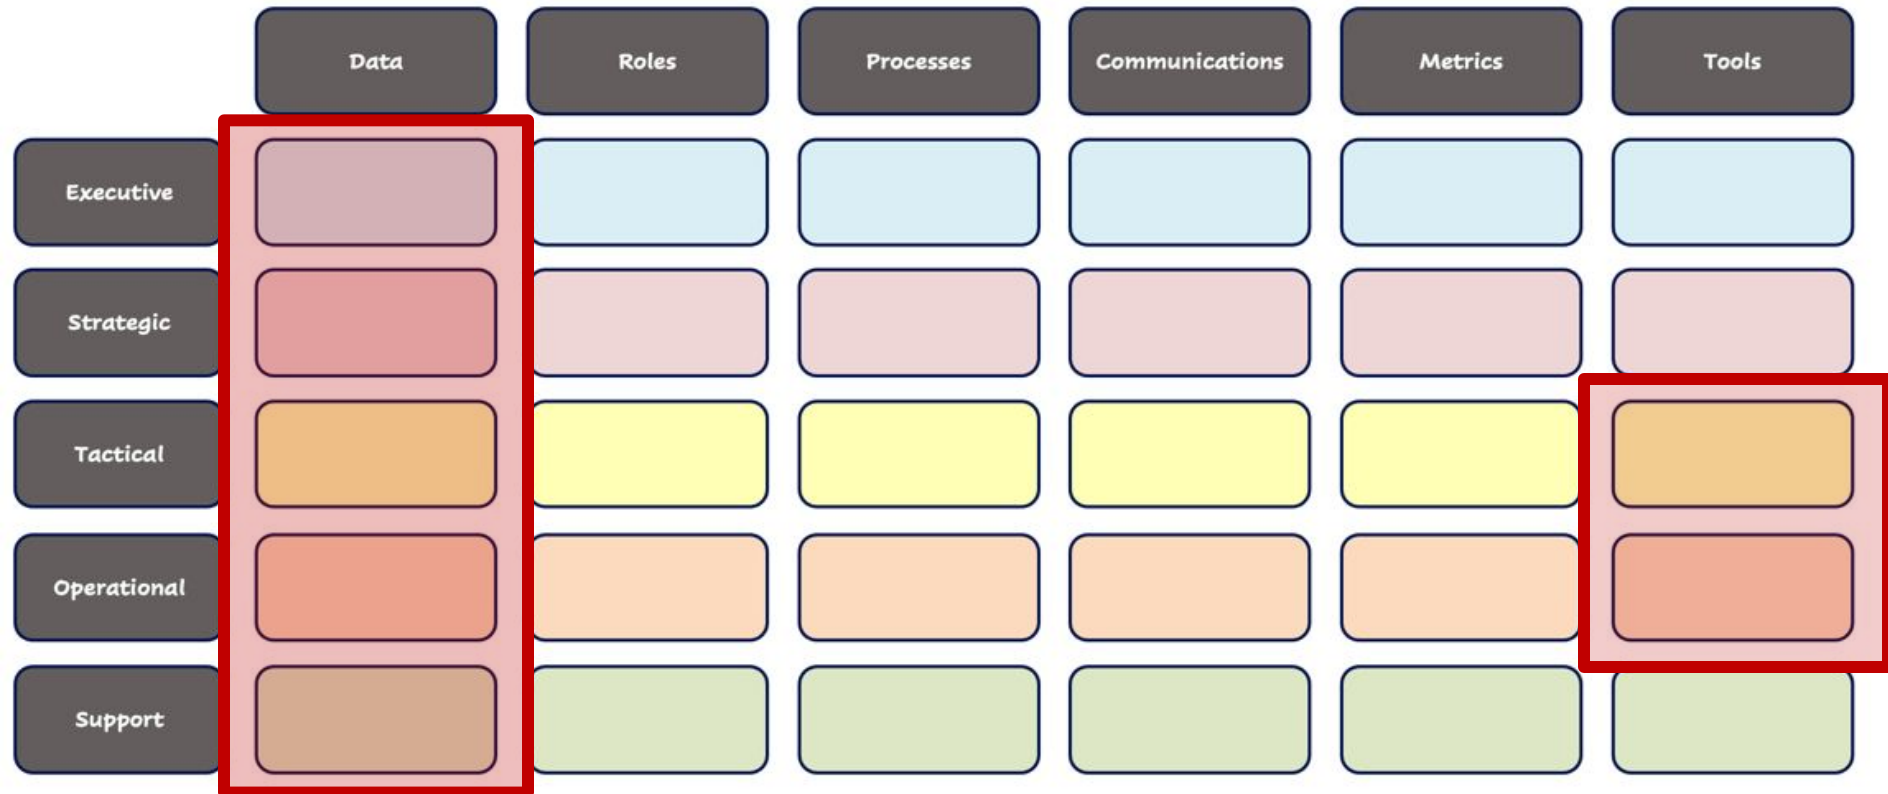 Data
Roles
Processes
Communications
Metrics
Tools
Executive
Strategic
Tactical
Operational
Support